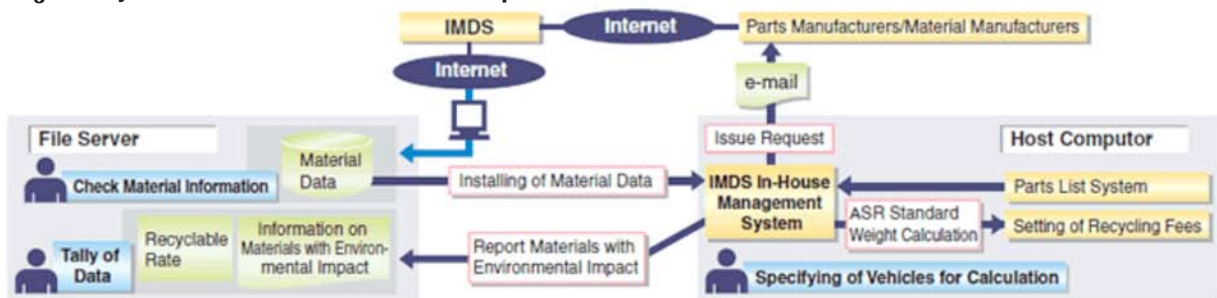 IMDS
Internet
Parts Manufacturers/Material Manufacturers
Internet
e-mail
File Server
Issue Request
Host Computor
Material
Data
Check Material Information
Installing of Material Data
IMDS In-House
Management
System
Parts List System
ASR Standard
Weight Calculation
Setting of Recycling Fees
Recyclable
Rate
Information on
Materials with Environ-
mental Impact
Tally of
Data
Report Materials with
Environmental Impact
Specifying of Vehicles for Calculation